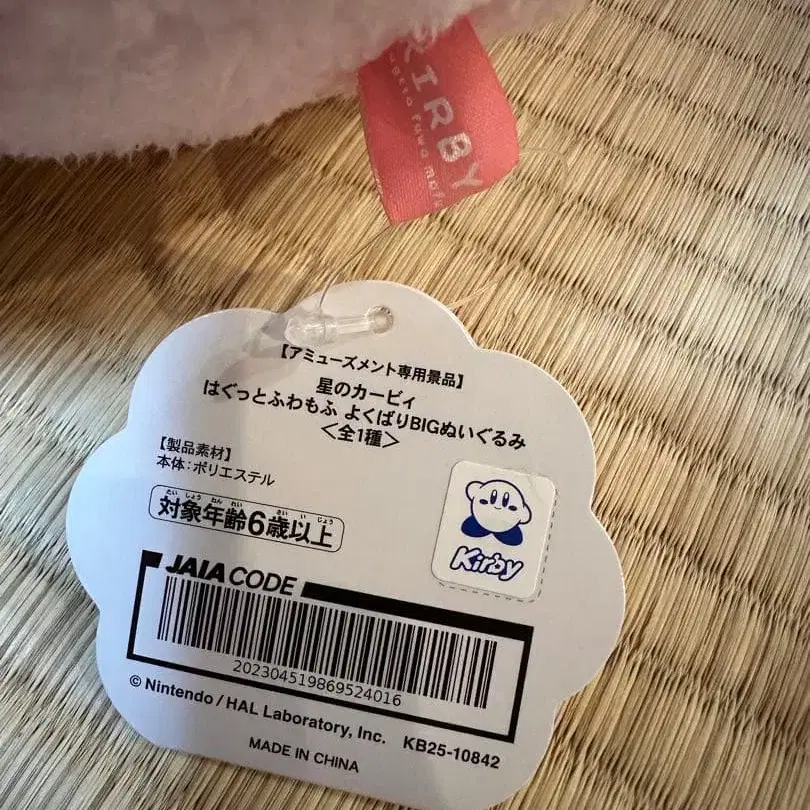 KIRBY
fuwa mofu
【アミューズメント専用景品】
星のカービィ
はぐっとふわもふ よくばりBIGぬいぐるみ
<全1種>
【製品素材】
本体:ポリエステル
対象年齢6歳以上
Kirby
JAIA CODE
202304519869524016
© Nintendo / HAL Laboratory, Inc. KB25-10842
MADE IN CHINA